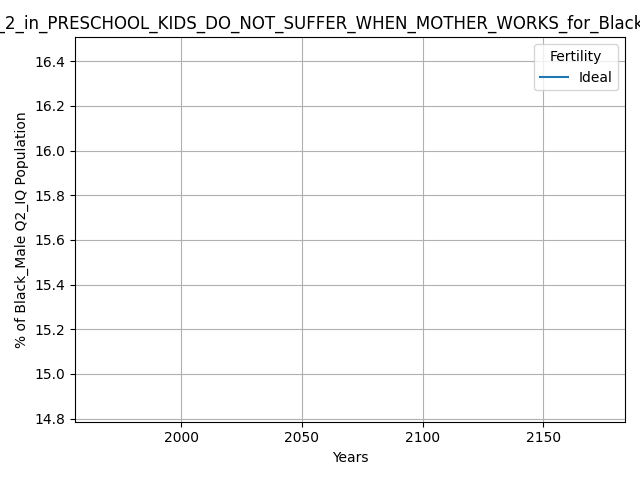 _2_in_PRESCHOOL_KIDS_DO_NOT_SUFFER_WHEN_MOTHER_WORKS_for_Black
Fertility
Ideal
16.4
16.2
16.0
15.8
15.6
15.4
15.2
15.0
14.8
% of Black_Male Q2_IQ Population
2000
2050
2100
2150
Years